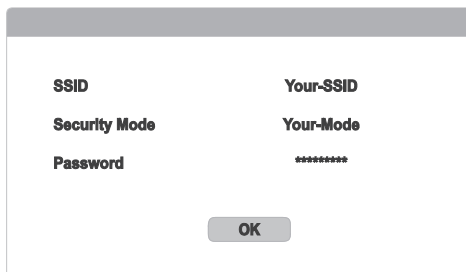 SSID Your-SSID
Security Mode Your-Mode
Password *********
OK